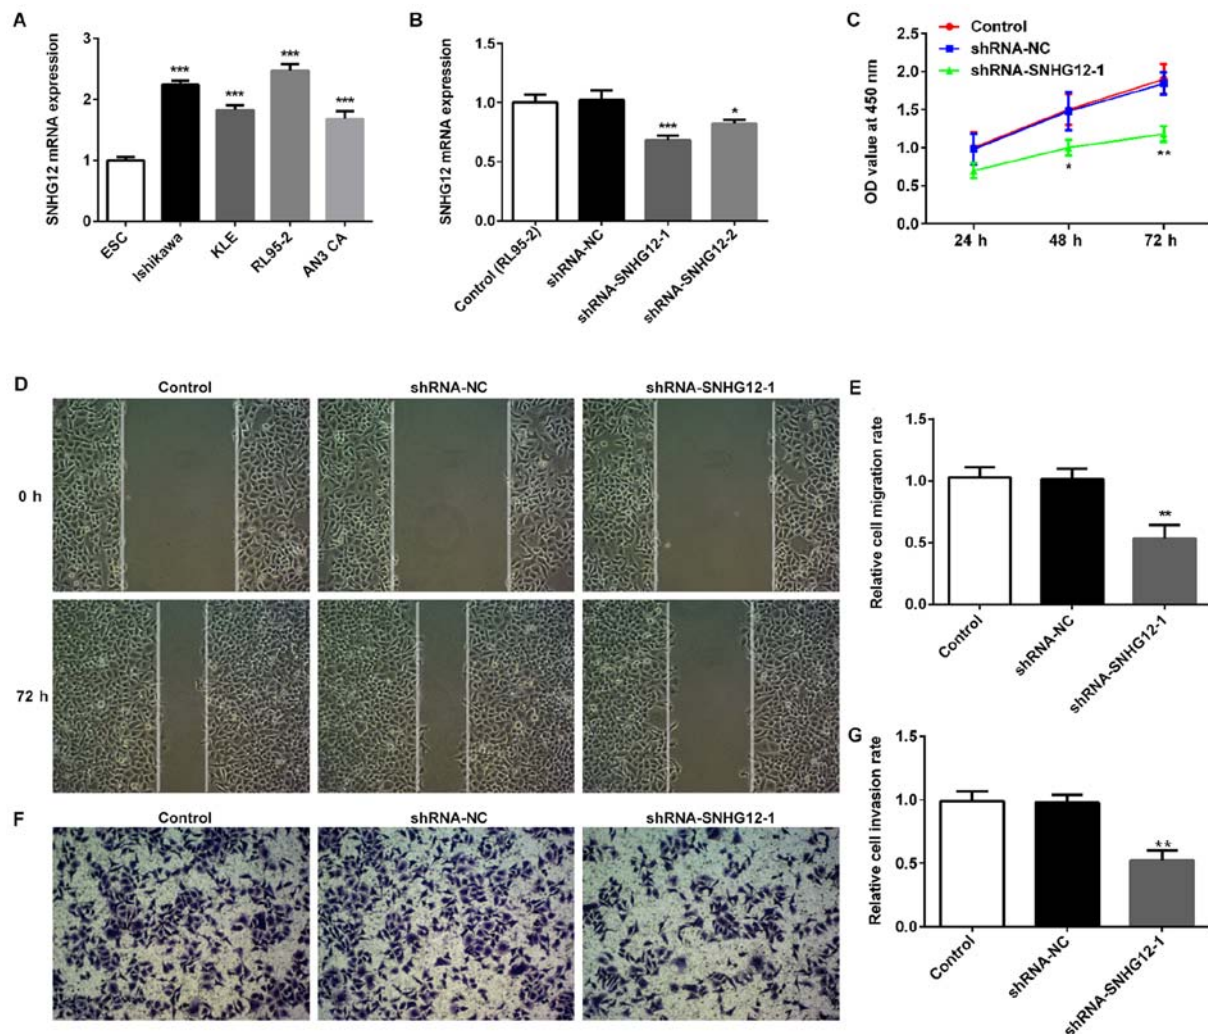 A
SNHG12 mRNA expression
3
2
1
0
***
***
***
***
ESC
Ishikawa
KLE
RL95-2
AN3 CA
B
SNHG12 mRNA expression
1.5
1.0
0.5
0.0
***
*
Control (RL95-2)
shRNA-NC
shRNA-SNHG12-1
shRNA-SNHG12-2
C
Control
shRNA-NC
shRNA-SNHG12-1
OD value at 450 nm
2.5
2.0
1.5
1.0
0.5
0.0
*
**
24 h
48 h
72 h
D
Control
shRNA-NC
shRNA-SNHG12-1
0 h
72 h
E
Relative cell migration rate
1.5
1.0
0.5
0.0
**
Control
shRNA-NC
shRNA-SNHG12-1
F
Control
shRNA-NC
shRNA-SNHG12-1
G
Relative cell invasion rate
1.5
1.0
0.5
0.0
**
Control
shRNA-NC
shRNA-SNHG12-1